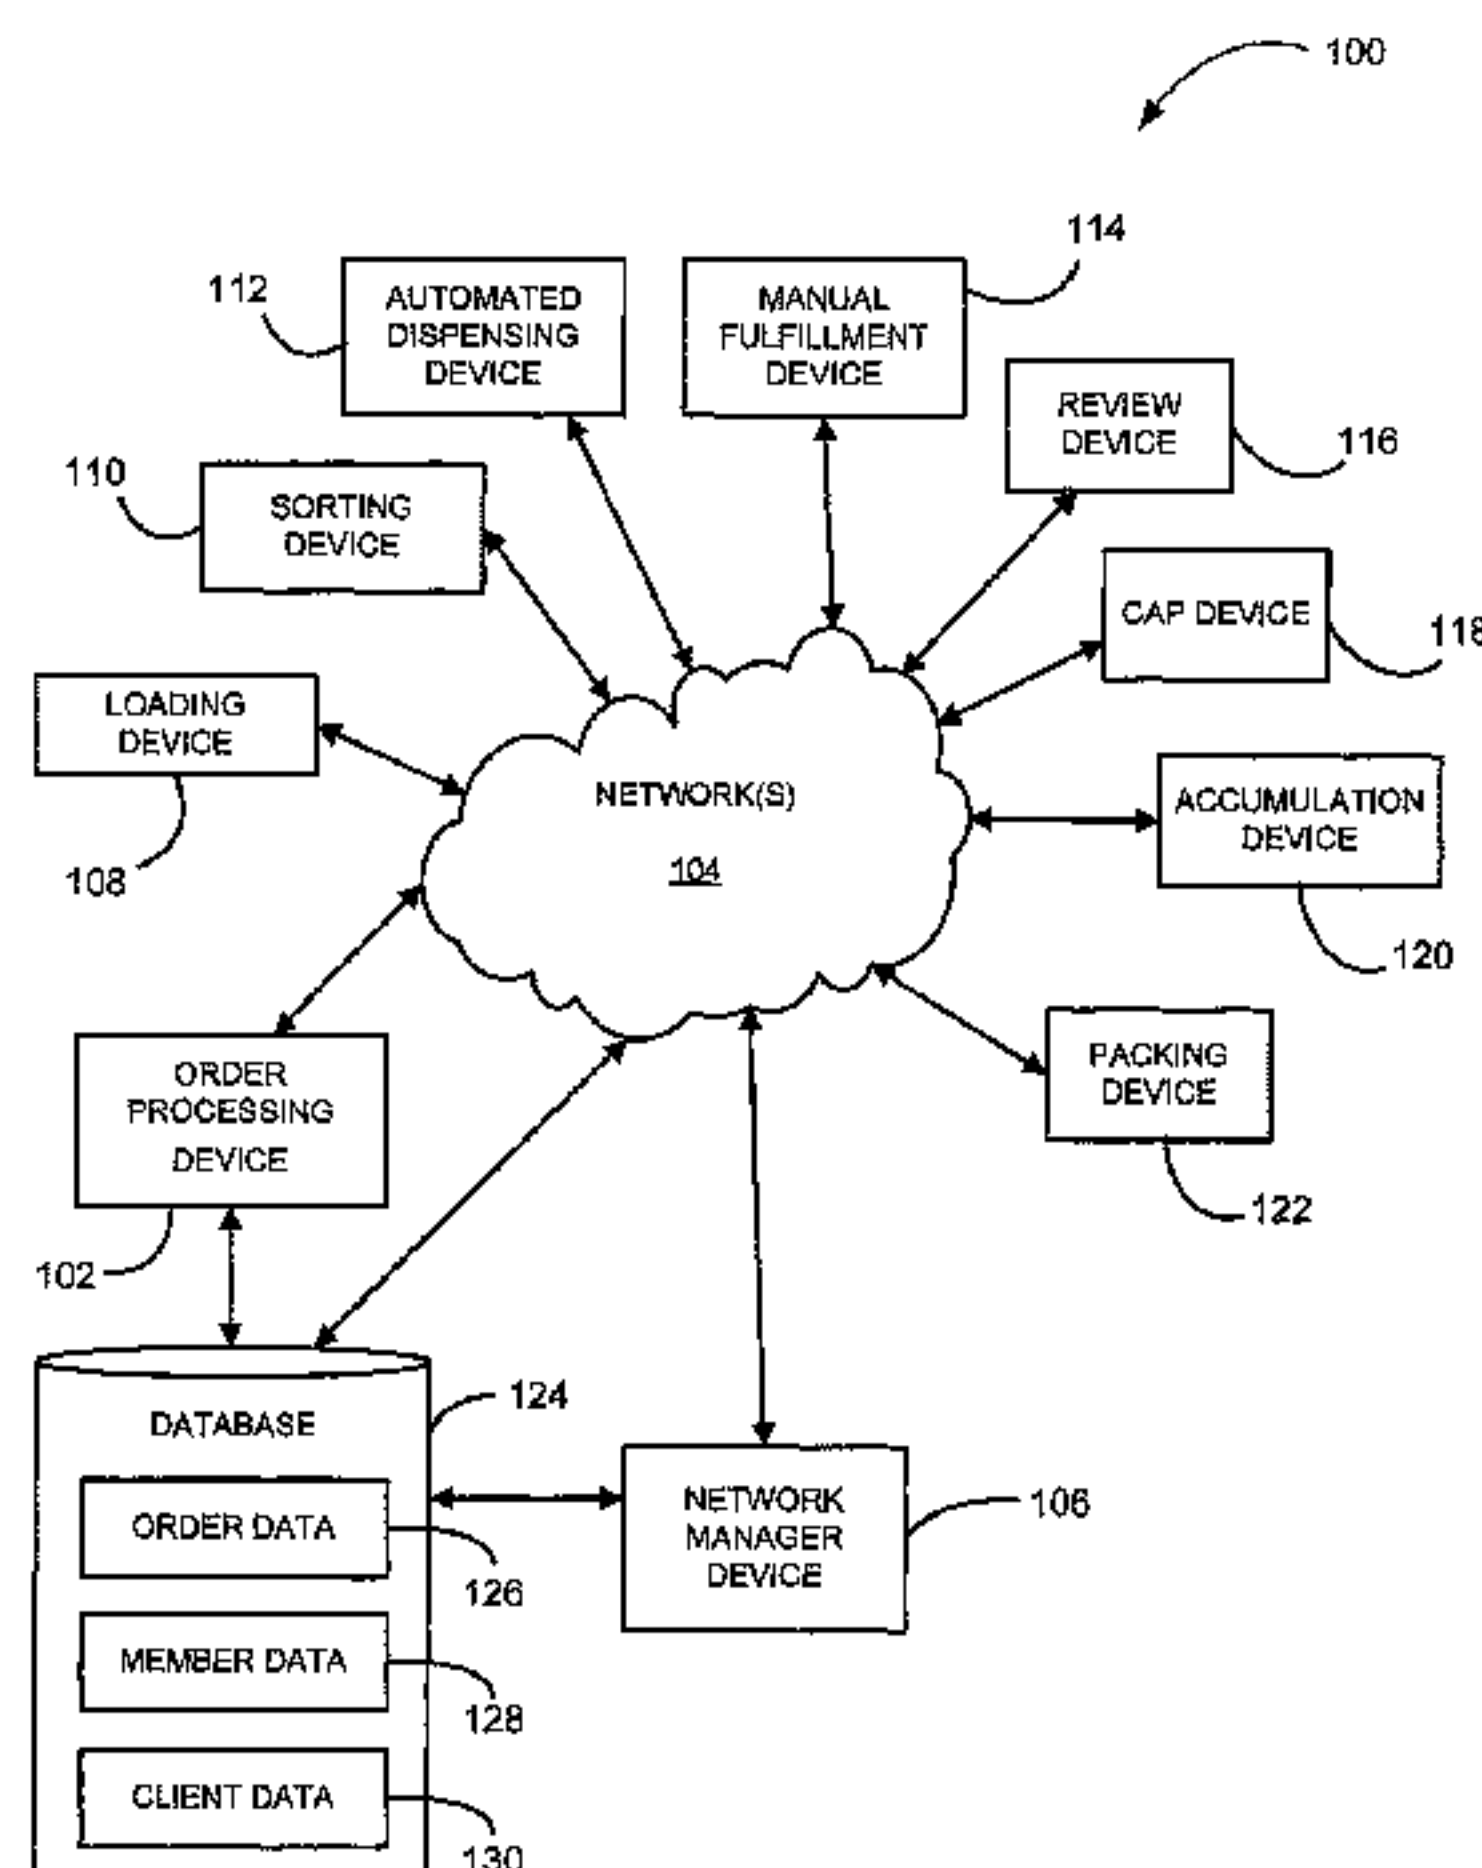 100
114
112
AUTOMATED
DISPENSING
DEVICE
MANUAL
FULFILLMENT
DEVICE
REVIEW
DEVICE
116
110
SORTING
DEVICE
CAP DEVICE
118
LOADING
DEVICE
108
NETWORK(S)
104
ACCUMULATION
DEVICE
120
ORDER
PROCESSING
DEVICE
102
PACKING
DEVICE
122
DATABASE
124
ORDER DATA
126
MEMBER DATA
128
CLIENT DATA
130
NETWORK
MANAGER
DEVICE
106